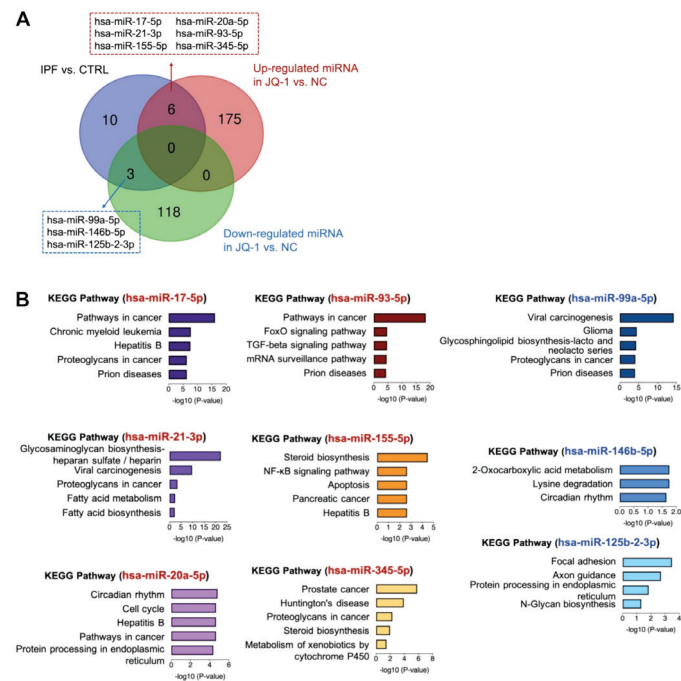 A
hsa-miR-17-5p hsa-miR-20a-5p
hsa-miR-21-3p hsa-miR-93-5p
hsa-miR-155-5p hsa-miR-345-5p
IPF vs. CTRL
Up-regulated miRNA
in JQ-1 vs. NC
10
6
175
0
3
0
118
hsa-miR-99a-5p
hsa-miR-146b-5p
hsa-miR-125b-2-3p
Down-regulated miRNA
in JQ-1 vs. NC
B
KEGG Pathway (hsa-miR-17-5p)
Pathways in cancer
Chronic myeloid leukemia
Hepatitis B
Proteoglycans in cancer
Prion diseases
0 5 10 15 20
-log10 (P-value)
KEGG Pathway (hsa-miR-93-5p)
Pathways in cancer
FoxO signaling pathway
TGF-beta signaling pathway
mRNA surveillance pathway
Prion diseases
0 5 10 15 20
-log10 (P-value)
KEGG Pathway (hsa-miR-99a-5p)
Viral carcinogenesis
Glioma
Glycosphingolipid biosynthesis-lacto and
neolacto series
Proteoglycans in cancer
Prion diseases
0 5 10 15
-log10 (P-value)
KEGG Pathway (hsa-miR-21-3p)
Glycosaminoglycan biosynthesis-
heparan sulfate / heparin
Viral carcinogenesis
Proteoglycans in cancer
Fatty acid metabolism
Fatty acid biosynthesis
0 5 10 15 20 25
-log10 (P-value)
KEGG Pathway (hsa-miR-155-5p)
Steroid biosynthesis
NF-κB signaling pathway
Apoptosis
Pancreatic cancer
Hepatitis B
0 1 2 3 4 5
-log10 (P-value)
KEGG Pathway (hsa-miR-146b-5p)
2-Oxocarboxylic acid metabolism
Lysine degradation
Circadian rhythm
0.0 0.5 1.0 1.5 2.0
-log10 (P-value)
KEGG Pathway (hsa-miR-20a-5p)
Circadian rhythm
Cell cycle
Hepatitis B
Pathways in cancer
Protein processing in endoplasmic
reticulum
0 2 4 6
-log10 (P-value)
KEGG Pathway (hsa-miR-345-5p)
Prostate cancer
Huntington's disease
Proteoglycans in cancer
Steroid biosynthesis
Metabolism of xenobiotics by
cytochrome P450
0 2 4 6 8
-log10 (P-value)
KEGG Pathway (hsa-miR-125b-2-3p)
Focal adhesion
Axon guidance
Protein processing in endoplasmic
reticulum
N-Glycan biosynthesis
0 1 2 3 4
-log10 (P-value)